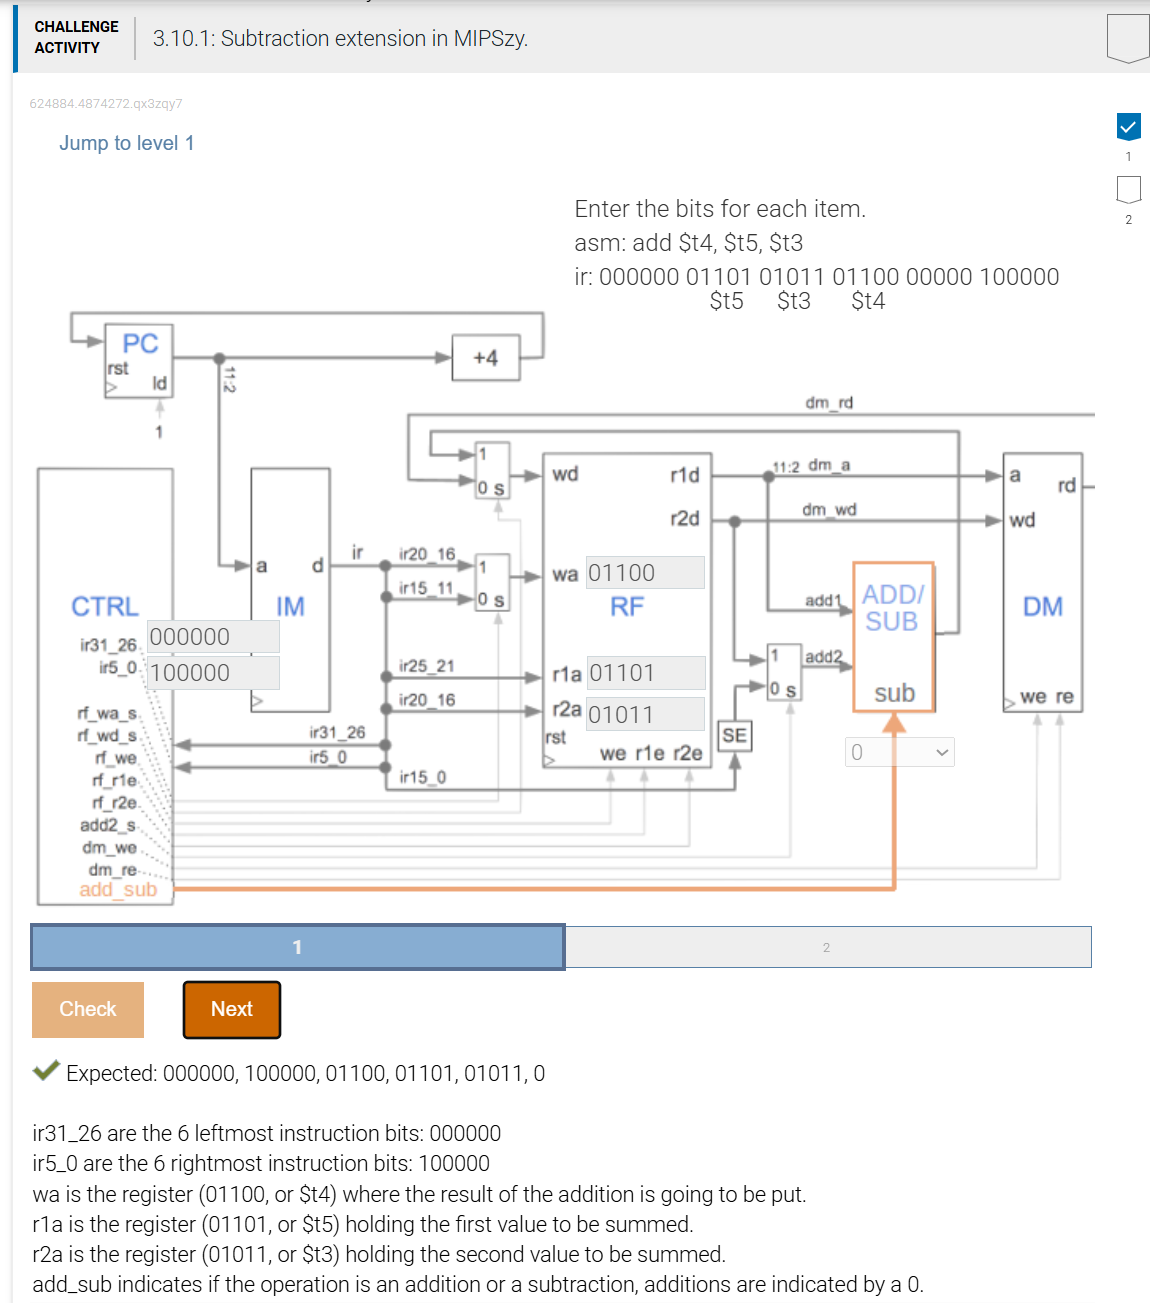 CHALLENGE
ACTIVITY
3.10.1: Subtraction extension in MIPSzy.
624884.4874272.qx3zqy7
Jump to level 1
1
2
Enter the bits for each item.
asm: add $t4, $t5, $t3
ir: 000000 01101 01011 01100 00000 100000
$t5 $t3 $t4
PC
rst
ld
1
11:2
+4
dm_rd
1
0 s
wd
r1d
11:2 dm_a
a
rd
r2d
dm_wd
wd
a
d
ir
ir20_16
1
ir15_11
0 s
wa 01100
RF
CTRL
IM
add1
ADD/
SUB
DM
ir31_26 000000
ir5_0 100000
ir25_21
r1a 01101
1
add2
0 s
sub
we re
ir20_16
r2a 01011
rf_wa_s
rf_wd_s
ir31_26
rst
SE
rf_we
ir5_0
we r1e r2e
0
rf_r1e
ir15_0
rf_r2e
add2_s
dm_we
dm_re
add_sub
1
2
Check
Next
Expected: 000000, 100000, 01100, 01101, 01011, 0
ir31_26 are the 6 leftmost instruction bits: 000000
ir5_0 are the 6 rightmost instruction bits: 100000
wa is the register (01100, or $t4) where the result of the addition is going to be put.
r1a is the register (01101, or $t5) holding the first value to be summed.
r2a is the register (01011, or $t3) holding the second value to be summed.
add_sub indicates if the operation is an addition or a subtraction, additions are indicated by a 0.